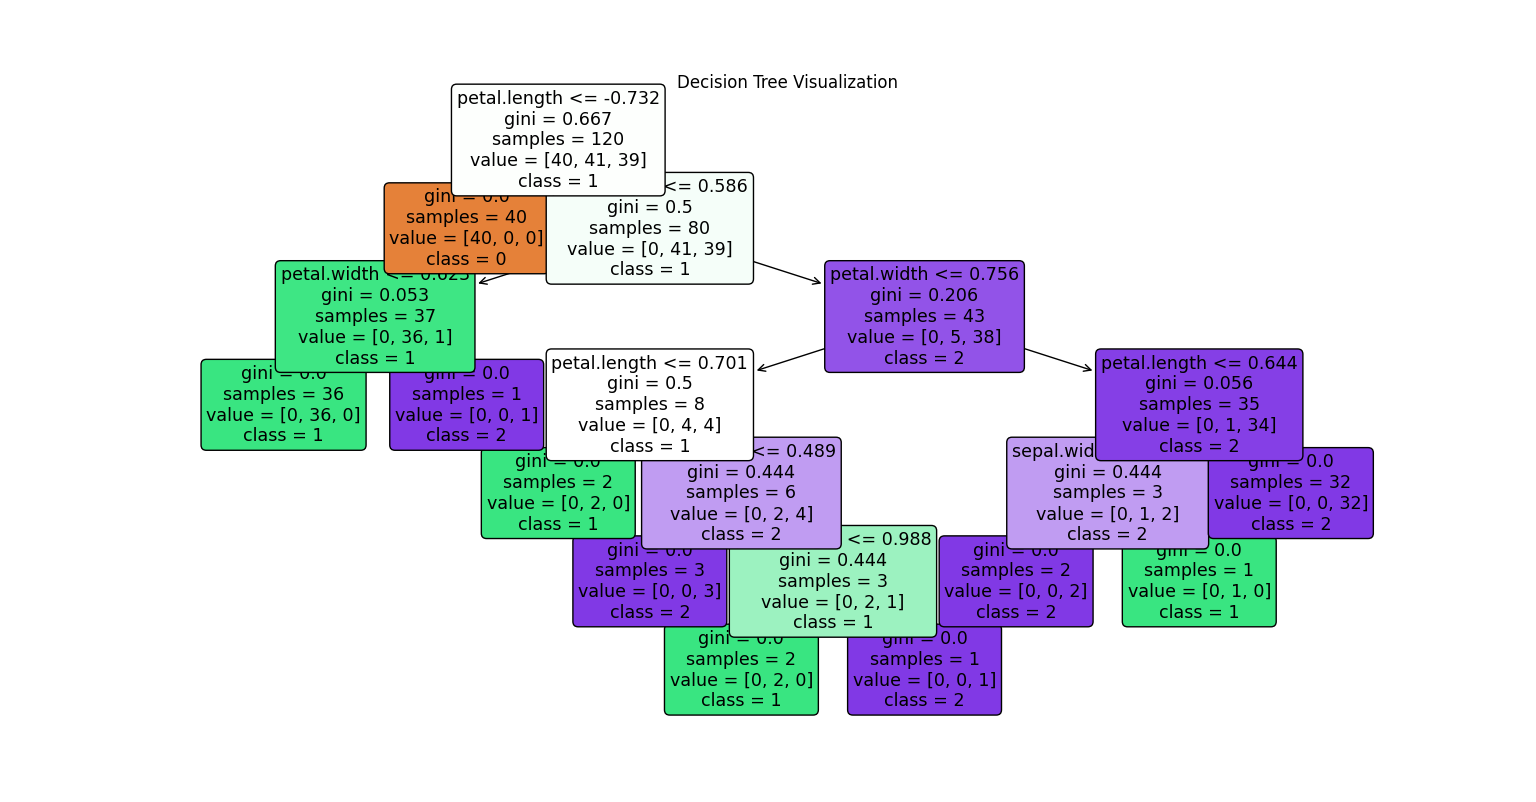 Decision Tree Visualization
petal.length <= -0.732
gini = 0.667
samples = 120
value = [40, 41, 39]
class = 1
gini = 0.0
samples = 40
value = [40, 0, 0]
class = 0
<= 0.586
gini = 0.5
samples = 80
value = [0, 41, 39]
class = 1
petal.width <= 0.623
gini = 0.053
samples = 37
value = [0, 36, 1]
class = 1
petal.width <= 0.756
gini = 0.206
samples = 43
value = [0, 5, 38]
class = 2
gini = 0.0
samples = 36
value = [0, 36, 0]
class = 1
gini = 0.0
samples = 1
value = [0, 0, 1]
class = 2
petal.length <= 0.701
gini = 0.5
samples = 8
value = [0, 4, 4]
class = 1
petal.length <= 0.644
gini = 0.056
samples = 35
value = [0, 1, 34]
class = 2
gini = 0.0
samples = 2
value = [0, 2, 0]
class = 1
<= 0.489
gini = 0.444
samples = 6
value = [0, 2, 4]
class = 2
gini = 0.444
samples = 3
value = [0, 1, 2]
class = 2
gini = 0.0
samples = 32
value = [0, 0, 32]
class = 2
gini = 0.0
samples = 3
value = [0, 0, 3]
class = 2
<= 0.988
gini = 0.444
samples = 3
value = [0, 2, 1]
class = 1
gini = 0.0
samples = 2
value = [0, 0, 2]
class = 2
gini = 0.0
samples = 1
value = [0, 1, 0]
class = 1
gini = 0.0
samples = 2
value = [0, 2, 0]
class = 1
gini = 0.0
samples = 1
value = [0, 0, 1]
class = 2